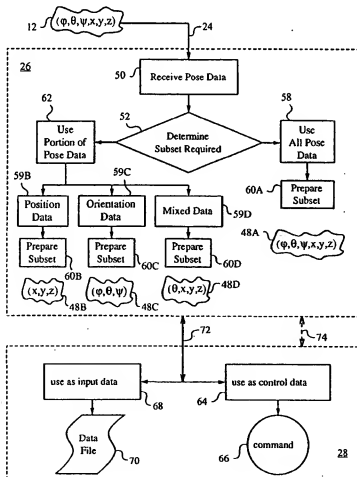 12
(φ,θ,ψ,x,y,z)
24
26
50
Receive Pose Data
62
52
58
Use
Portion of
Pose Data
Determine
Subset Required
Use
All Pose
Data
59B
59C
60A
Prepare
Subset
Position
Data
Orientation
Data
Mixed Data
59D
48A
(φ,θ,ψ,x,y,z)
Prepare
Subset
Prepare
Subset
Prepare
Subset
60B
60C
60D
(x,y,z)
(φ,θ,ψ)
(θ,x,y,z)
48B
48C
48D
72
74
use as input data
use as control data
68
64
Data
File
70
command
66
28